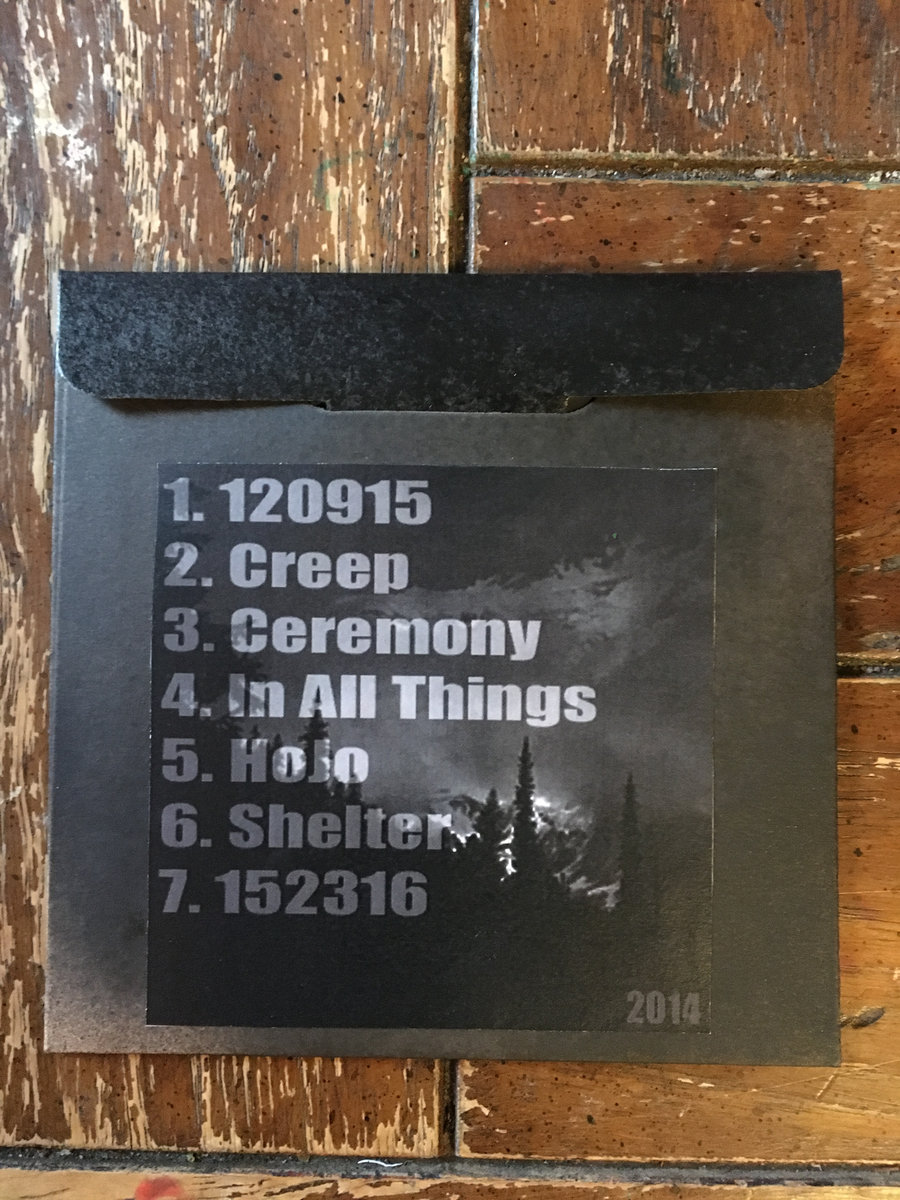 1. 120915
2. Creep
3. Ceremony
4. In All Things
5. HoJo
6. Shelter
7. 152316
2014